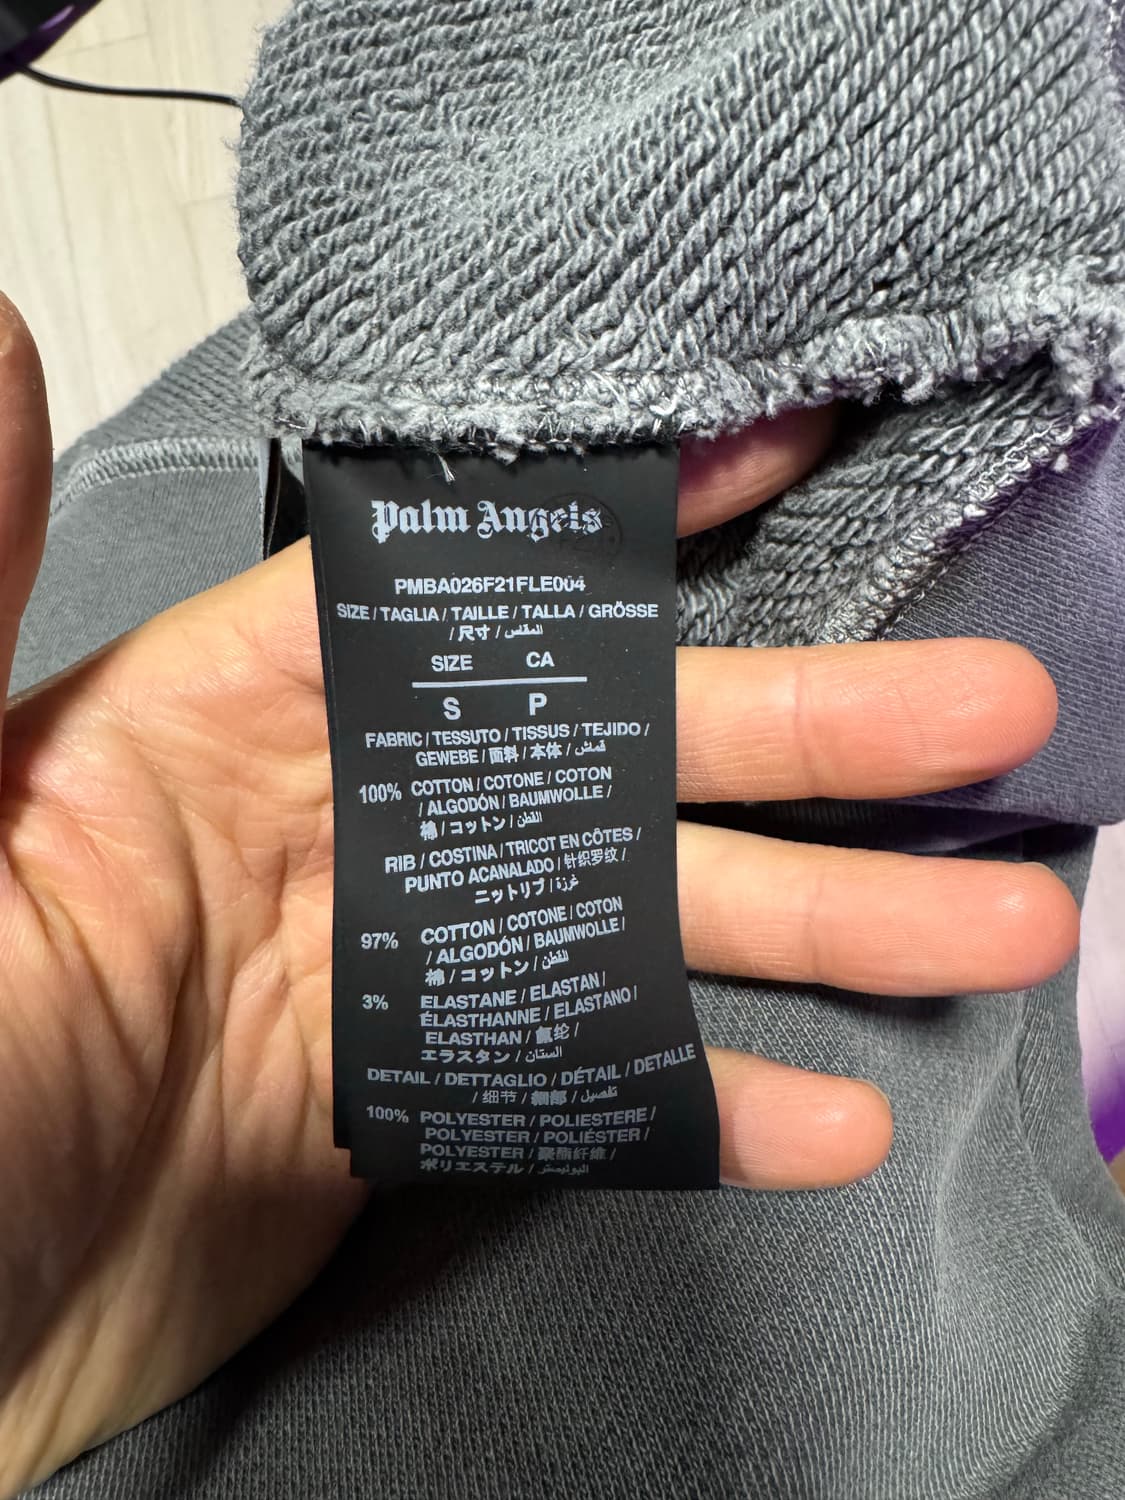 Palm Angels
PMBA026F21FLE004
SIZE / TAGLIA / TAILLE / TALLA / GRÖSSE
/ 尺寸 / المقاس
SIZE CA
S P
FABRIC / TESSUTO / TISSUS / TEJIDO /
GEWEBE / 面料 / 本体 / قماش
100% COTTON / COTONE / COTON
/ ALGODÓN / BAUMWOLLE /
棉 / コットン / القطن
RIB / COSTINA / TRICOT EN CÔTES /
PUNTO ACANALADO / 针织罗纹 /
ニットリブ / غرزة
97% COTTON / COTONE / COTON
/ ALGODÓN / BAUMWOLLE /
棉 / コットン / القطن
3% ELASTANE / ELASTAN /
ÉLASTHANNE / ELASTANO /
ELASTHAN / 氨纶 /
エラスタン / الستان
DETAIL / DETTAGLIO / DÉTAIL / DETALLE
/ 细节 / 細部 / تفصيل
100% POLYESTER / POLIESTERE /
POLYESTER / POLIÉSTER /
POLYESTER / 聚酯纤维 /
ポリエステル / البوليستر